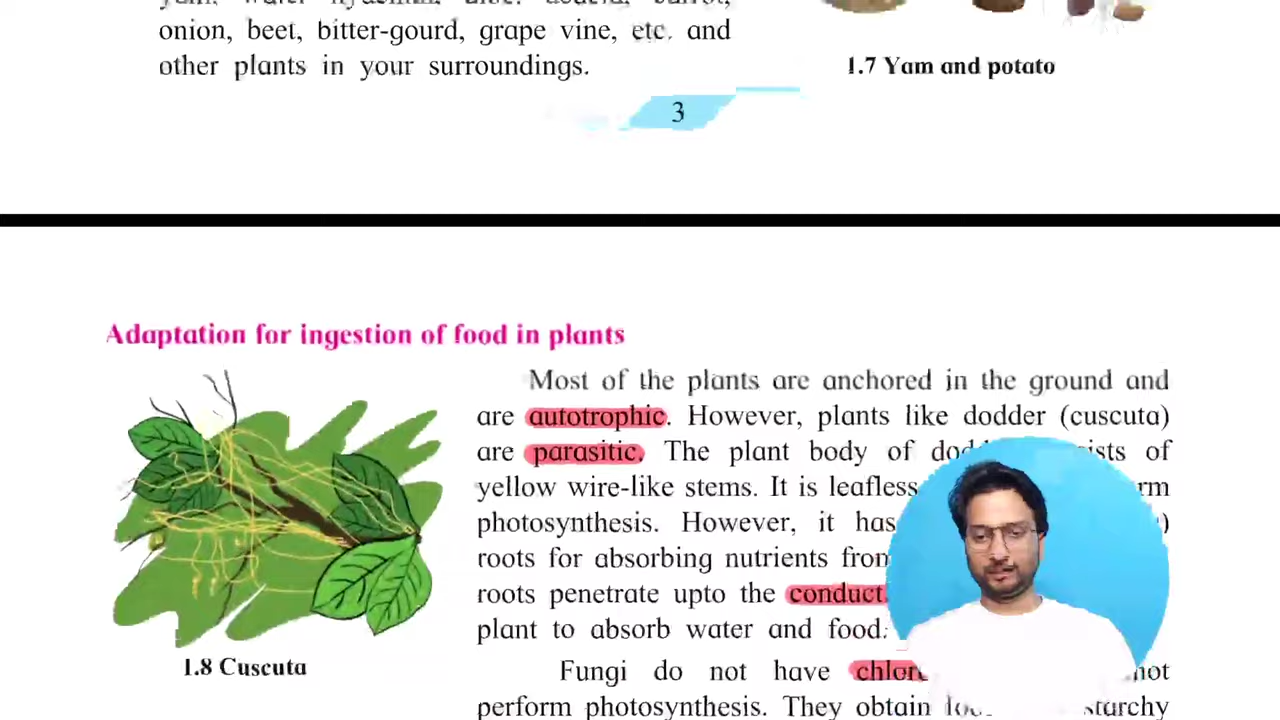 onion, beet, bitter-gourd, grape vine, etc. and
other plants in your surroundings.
1.7 Yam and potato
3
Adaptation for ingestion of food in plants
Most of the plants are anchored in the ground and
are autotrophic. However, plants like dodder (cuscuta)
are parasitic. The plant body of of
yellow wire-like stems. It is leafless
photosynthesis. However, it has
roots for absorbing nutrients from
roots penetrate upto the
plant to absorb water and food.
1.8 Cuscuta
Fungi do not have not
perform photosynthesis. They obtain starchy